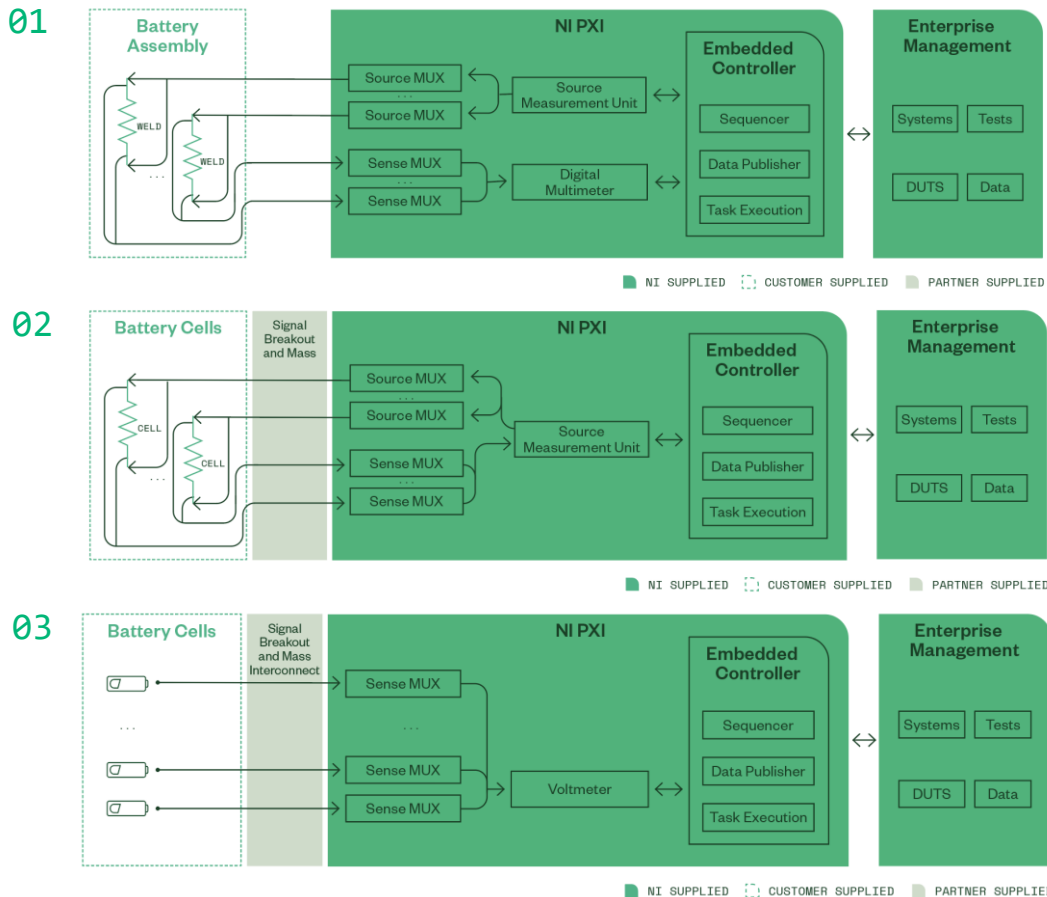 01
Battery
Assembly
WELD
WELD
...
NI PXI
Source MUX
...
Source MUX
Sense MUX
...
Sense MUX
Source
Measurement Unit
Digital
Multimeter
Embedded
Controller
Sequencer
Data Publisher
Task Execution
Enterprise
Management
Systems
Tests
DUTS
Data
NI SUPPLIED
CUSTOMER SUPPLIED
PARTNER SUPPLIED
02
Battery Cells
CELL
CELL
...
Signal
Breakout
and Mass
NI PXI
Source MUX
...
Source MUX
Sense MUX
...
Sense MUX
Source
Measurement Unit
Embedded
Controller
Sequencer
Data Publisher
Task Execution
Enterprise
Management
Systems
Tests
DUTS
Data
NI SUPPLIED
CUSTOMER SUPPLIED
PARTNER SUPPLIED
03
Battery Cells
...
Signal
Breakout
and Mass
Interconnect
NI PXI
Sense MUX
...
Sense MUX
Sense MUX
Voltmeter
Embedded
Controller
Sequencer
Data Publisher
Task Execution
Enterprise
Management
Systems
Tests
DUTS
Data
NI SUPPLIED
CUSTOMER SUPPLIED
PARTNER SUPPLIED